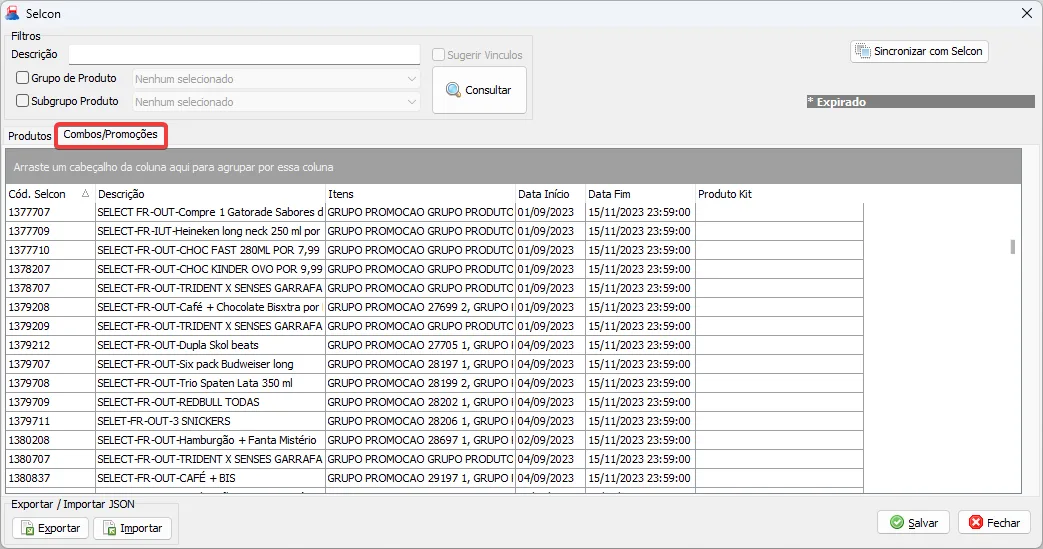 Selcon
Filtros
Descrição
Sugerir Vinculos
Sincronizar com Selcon
Grupo de Produto Nenhum selecionado
Subgrupo Produto Nenhum selecionado
Consultar
* Expirado
Produtos Combos/Promoções
Arraste um cabeçalho da coluna aqui para agrupar por essa coluna
Cód. Selcon Descrição Itens Data Início Data Fim Produto Kit
1377707 SELECT FR-OUT-Compre 1 Gatorade Sabores d GRUPO PROMOCAO GRUPO PRODUTO 01/09/2023 15/11/2023 23:59:00
1377709 SELECT-FR-IUT-Heineken long neck 250 ml por GRUPO PROMOCAO GRUPO PRODUTO 01/09/2023 15/11/2023 23:59:00
1377710 SELECT-FR-OUT-CHOC FAST 280ML POR 7,99 GRUPO PROMOCAO GRUPO PRODUTO 01/09/2023 15/11/2023 23:59:00
1378207 SELECT-FR-OUT-CHOC KINDER OVO POR 9,99 GRUPO PROMOCAO GRUPO PRODUTO 01/09/2023 15/11/2023 23:59:00
1378707 SELECT-FR-OUT-TRIDENT X SENSES GARRAFA GRUPO PROMOCAO GRUPO PRODUTO 01/09/2023 15/11/2023 23:59:00
1379208 SELECT-FR-OUT-Café + Chocolate Bisxtra por GRUPO PROMOCAO 27699 2, GRUPO 01/09/2023 15/11/2023 23:59:00
1379209 SELECT-FR-OUT-TRIDENT X SENSES GARRAFA GRUPO PROMOCAO GRUPO PRODUTO 01/09/2023 15/11/2023 23:59:00
1379212 SELECT-FR-OUT-Dupla Skol beats GRUPO PROMOCAO 27705 1, GRUPO 04/09/2023 15/11/2023 23:59:00
1379707 SELECT-FR-OUT-Six pack Budweiser long GRUPO PROMOCAO 28197 1, GRUPO 04/09/2023 15/11/2023 23:59:00
1379708 SELECT-FR-OUT-Trio Spaten Lata 350 ml GRUPO PROMOCAO 28199 2, GRUPO 04/09/2023 15/11/2023 23:59:00
1379709 SELECT-FR-OUT-REDBULL TODAS GRUPO PROMOCAO 28202 1, GRUPO 04/09/2023 15/11/2023 23:59:00
1379711 SELET-FR-OUT-3 SNICKERS GRUPO PROMOCAO 28206 1, GRUPO 04/09/2023 15/11/2023 23:59:00
1380208 SELECT-FR-OUT-Hamburgão + Fanta Mistério GRUPO PROMOCAO 28697 1, GRUPO 02/09/2023 15/11/2023 23:59:00
1380707 SELECT-FR-OUT-TRIDENT X SENSES GARRAFA GRUPO PROMOCAO GRUPO PRODUTO 04/09/2023 15/11/2023 23:59:00
1380837 SELECT-FR-OUT-CAFÉ + BIS GRUPO PROMOCAO 29197 1, GRUPO 04/09/2023 15/11/2023 23:59:00
Exportar / Importar JSON
Exportar Importar
Salvar Fechar